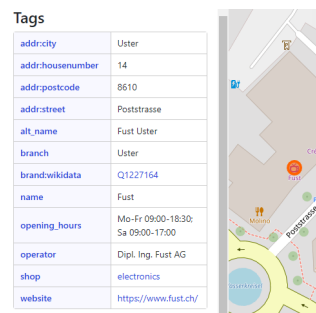 Tags
addr:city Uster
addr:housenumber 14
addr:postcode 8610
addr:street Poststrasse
alt_name Fust Uster
branch Uster
brand:wikidata Q1227164
name Fust
opening_hours Mo-Fr 09:00-18:30;
Sa 09:00-17:00
operator Dipl. Ing. Fust AG
shop electronics
website https://www.fust.ch/
Fust
Poststrasse